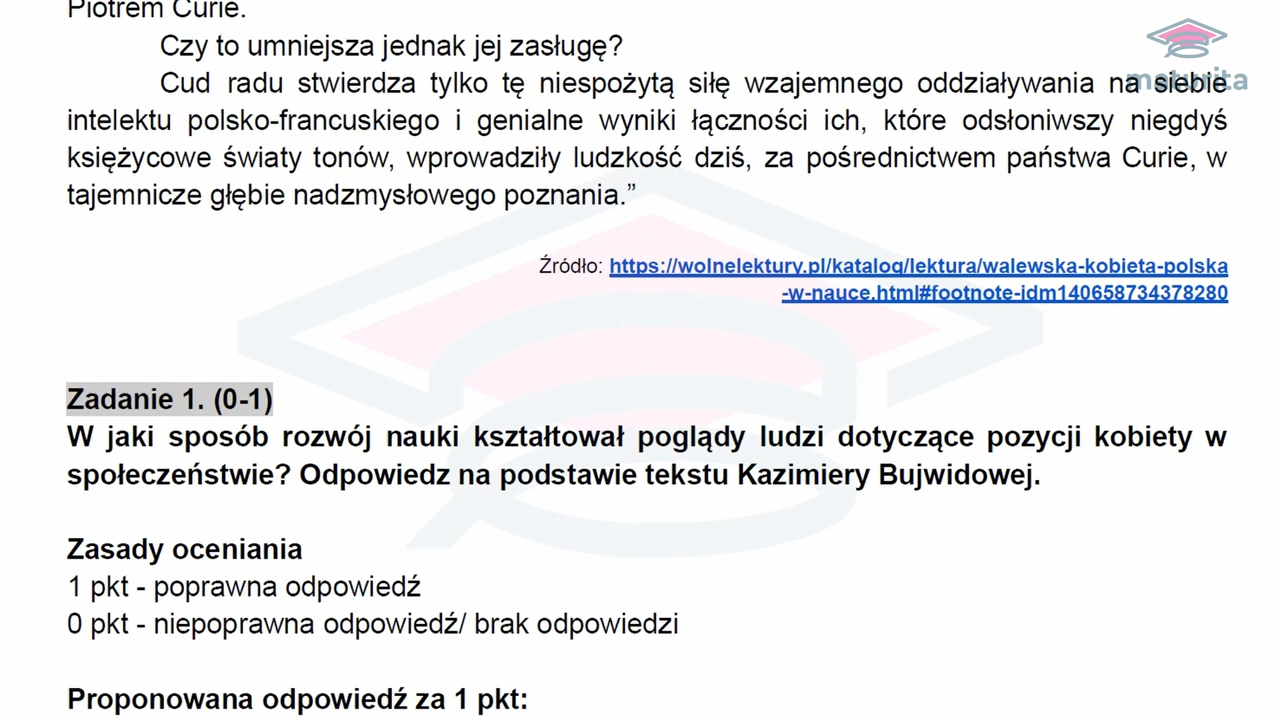 Piotrem Curie.
maturita
Czy to umniejsza jednak jej zasługę?
Cud radu stwierdza tylko tę niespożytą siłę wzajemnego oddziaływania na siebie
intelektu polsko-francuskiego i genialne wyniki łączności ich, które odsłoniwszy niegdyś
księżycowe światy tonów, wprowadziły ludzkość dziś, za pośrednictwem państwa Curie, w
tajemnicze głębie nadzmysłowego poznania.”
Źródło: https://wolnelektury.pl/katalog/lektura/walewska-kobieta-polska
-w-nauce.html#footnote-idm140658734378280
Zadanie 1. (0-1)
W jaki sposób rozwój nauki kształtował poglądy ludzi dotyczące pozycji kobiety w
społeczeństwie? Odpowiedz na podstawie tekstu Kazimiery Bujwidowej.
Zasady oceniania
1 pkt - poprawna odpowiedź
0 pkt - niepoprawna odpowiedź/ brak odpowiedzi
Proponowana odpowiedź za 1 pkt: